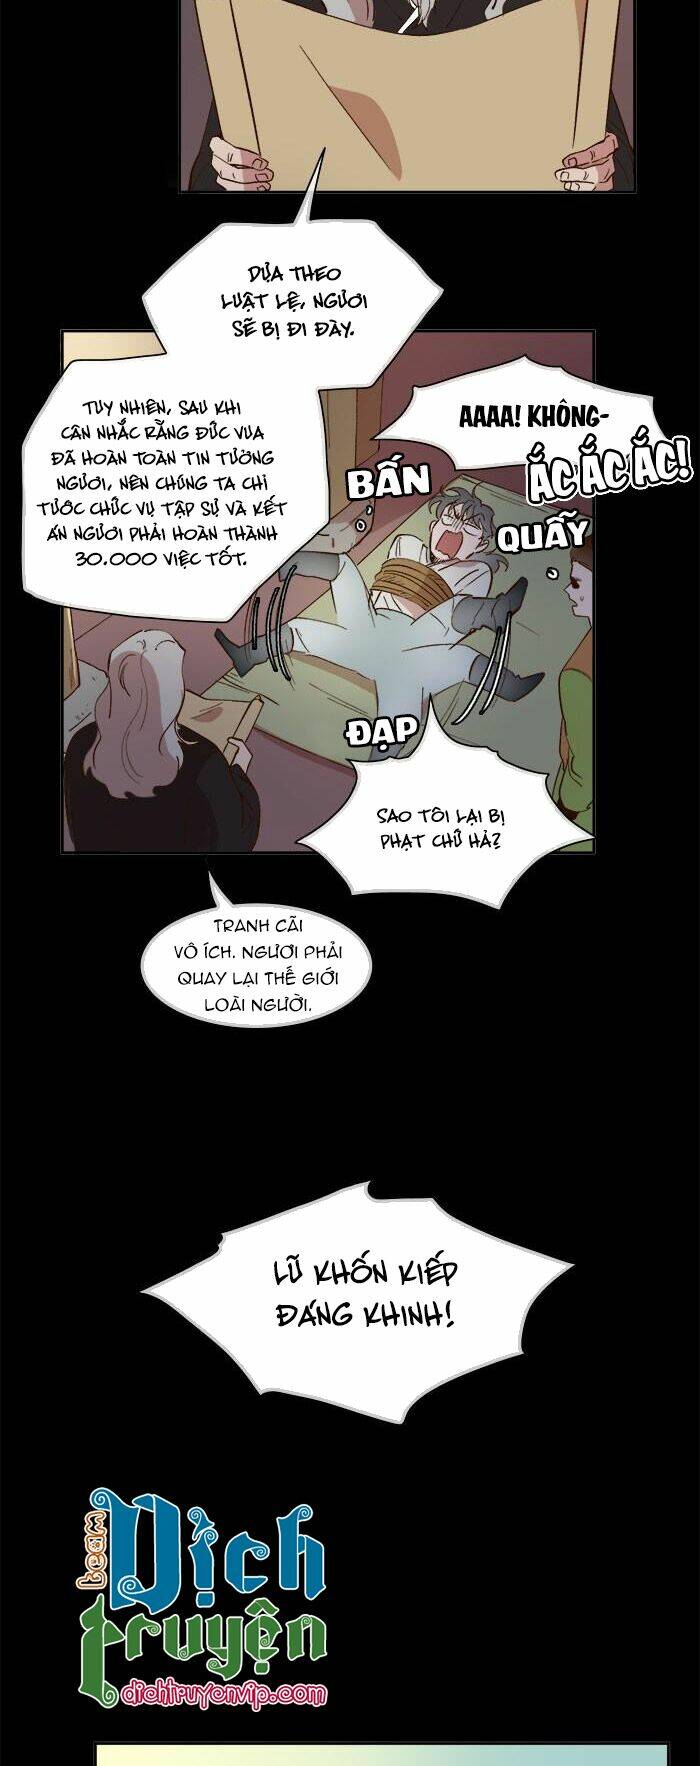 DỰA THEO
LUẬT LỆ, NGƯƠI
SẼ BỊ ĐI ĐÀY.
TUY NHIÊN, SAU KHI
CÂN NHẮC RẰNG ĐỨC VUA
ĐÃ HOÀN TOÀN TIN TƯỞNG
NGƯƠI, NÊN CHÚNG TA CHỈ
TƯỚC CHỨC VỤ TẬP SỰ VÀ KẾT
ÁN NGƯƠI PHẢI HOÀN THÀNH
30.000 VIỆC TỐT.
AAAA! KHÔNG-
ÁC ÁC ÁC!
BẤN
QUẪY
ĐẠP
SAO TÔI LẠI BỊ
PHẠT CHỨ HẢ?
TRANH CÃI
VÔ ÍCH. NGƯƠI PHẢI
QUAY LẠI THẾ GIỚI
LOÀI NGƯỜI.
LŨ KHỐN KIẾP
ĐÁNG KHINH!
team
Dịch
truyện
dichtruyenvip.com